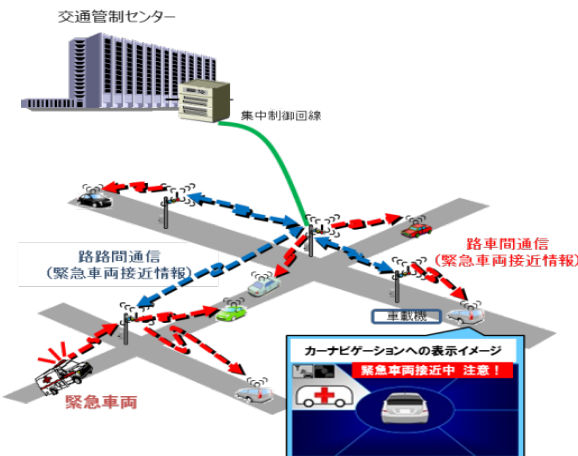 交通管制センター
集中制御回線
路路間通信
(緊急車両接近情報)
路車間通信
(緊急車両接近情報)
車載機
カーナビゲーションへの表示イメージ
緊急車両接近中 注意！
緊急車両